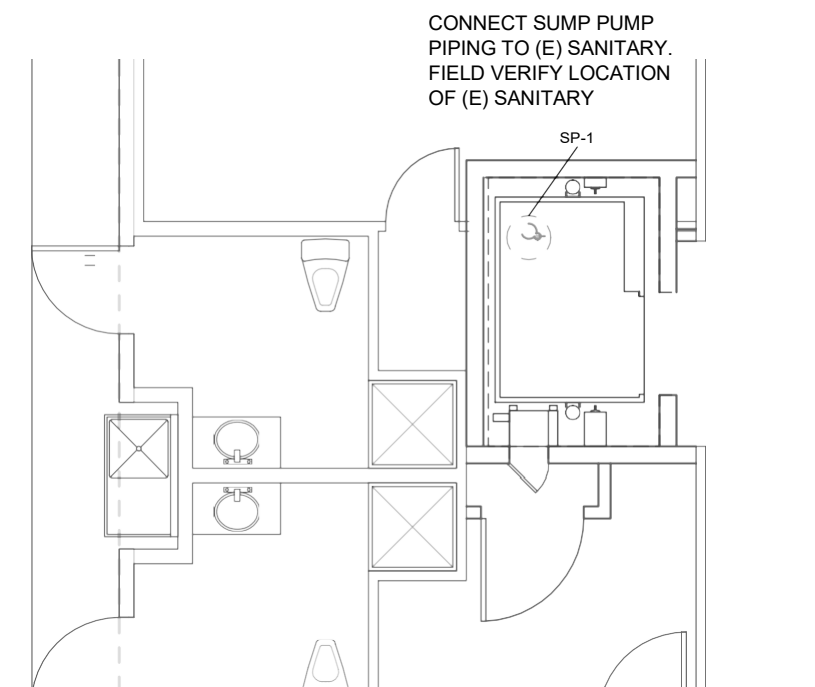 CONNECT SUMP PUMP
PIPING TO (E) SANITARY.
FIELD VERIFY LOCATION
OF (E) SANITARY
SP-1